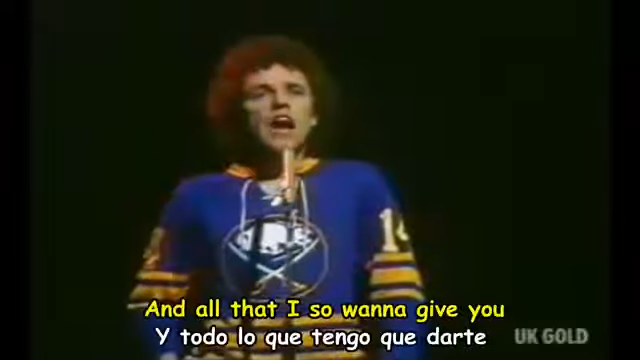 14
And all that I so wanna give you
Y todo lo que tengo que darte
UK GOLD